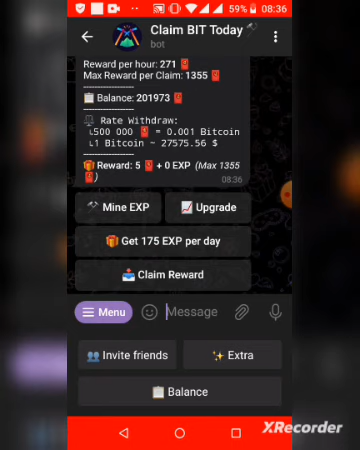 59% 08:36
Claim BIT Today ⚒
bot
Reward per hour: 271 🧧
Max Reward per Claim: 1355 🧧
--------------------
📋 Balance: 201973 🧧
--------------------
⚖ Rate Withdraw:
╰500 000 🧧 = 0.001 Bitcoin
╰1 Bitcoin ~ 27575.56 $
--------------------
🎁 Reward: 5 🧧 + 0 EXP (Max 1355
🧧)
08:36
⚒ Mine EXP
📈 Upgrade
🎁 Get 175 EXP per day
📥 Claim Reward
Menu
Message
👥 Invite friends
✨ Extra
📋 Balance
XRecorder